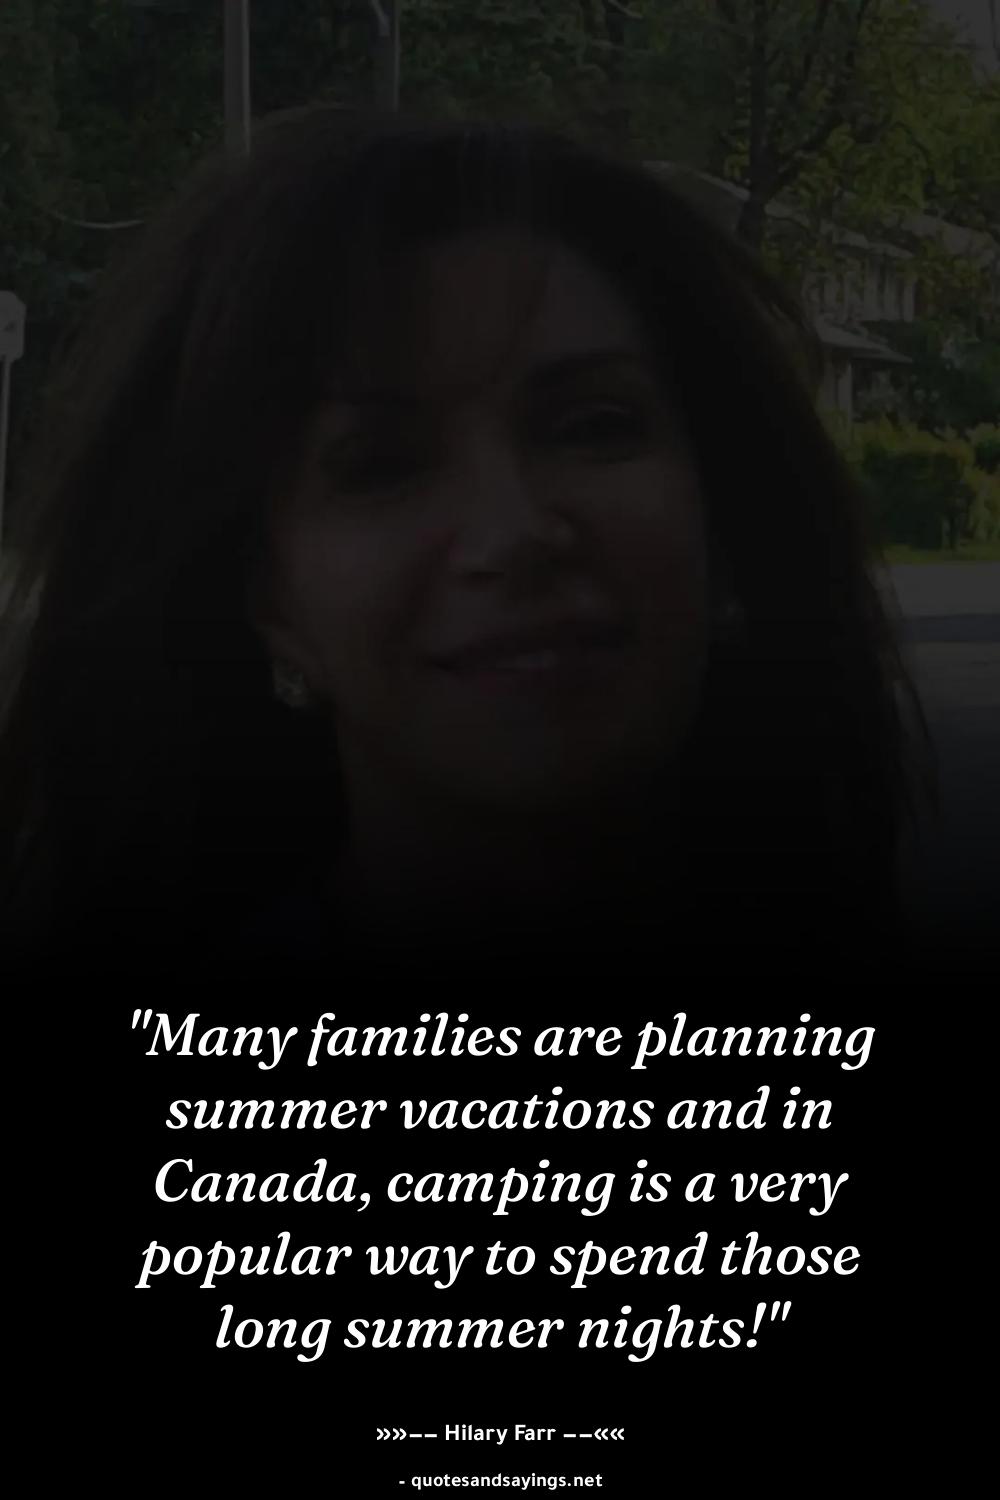 "Many families are planning
summer vacations and in
Canada, camping is a very
popular way to spend those
long summer nights!"
»»–– Hilary Farr ––««
- quotesandsayings.net